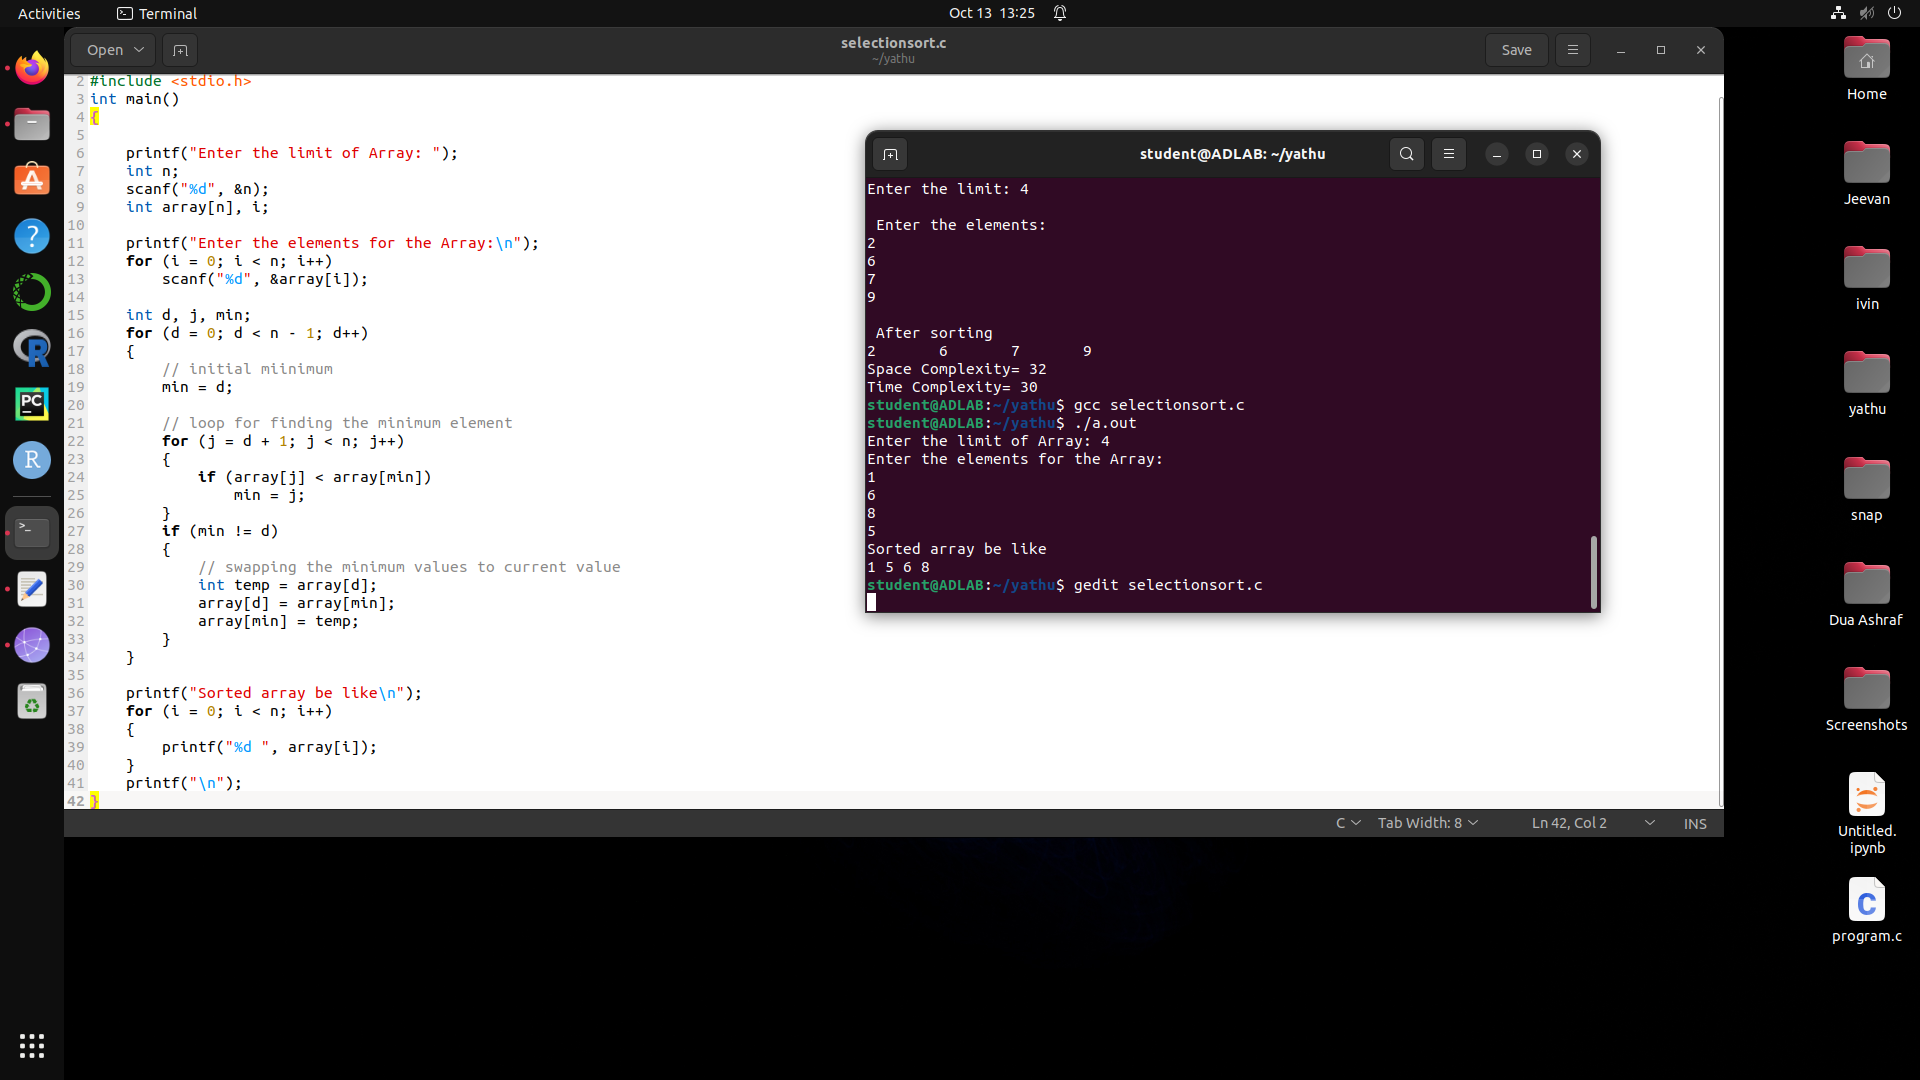 Activities
Terminal
Oct 13 13:25
Open
selectionsort.c
~/yathu
Save
2 #include <stdio.h>
3 int main()
4 {
5
6     printf("Enter the limit of Array: ");
7     int n;
8     scanf("%d", &n);
9     int array[n], i;
10
11     printf("Enter the elements for the Array:\n");
12     for (i = 0; i < n; i++)
13         scanf("%d", &array[i]);
14
15     int d, j, min;
16     for (d = 0; d < n - 1; d++)
17     {
18         // initial miinimum
19         min = d;
20
21         // loop for finding the minimum element
22         for (j = d + 1; j < n; j++)
23         {
24             if (array[j] < array[min])
25                 min = j;
26         }
27         if (min != d)
28         {
29             // swapping the minimum values to current value
30             int temp = array[d];
31             array[d] = array[min];
32             array[min] = temp;
33         }
34     }
35
36     printf("Sorted array be like\n");
37     for (i = 0; i < n; i++)
38     {
39         printf("%d ", array[i]);
40     }
41     printf("\n");
42 }
C
Tab Width: 8
Ln 42, Col 2
INS
student@ADLAB: ~/yathu
Enter the limit: 4
Enter the elements:
2
6
7
9
After sorting
2       6       7       9
Space Complexity= 32
Time Complexity= 30
student@ADLAB:~/yathu$ gcc selectionsort.c
student@ADLAB:~/yathu$ ./a.out
Enter the limit of Array: 4
Enter the elements for the Array:
1
6
8
5
Sorted array be like
1 5 6 8
student@ADLAB:~/yathu$ gedit selectionsort.c
Home
Jeevan
ivin
yathu
snap
Dua Ashraf
Screenshots
Untitled.
ipynb
C
program.c
?
R
PC
R
>_